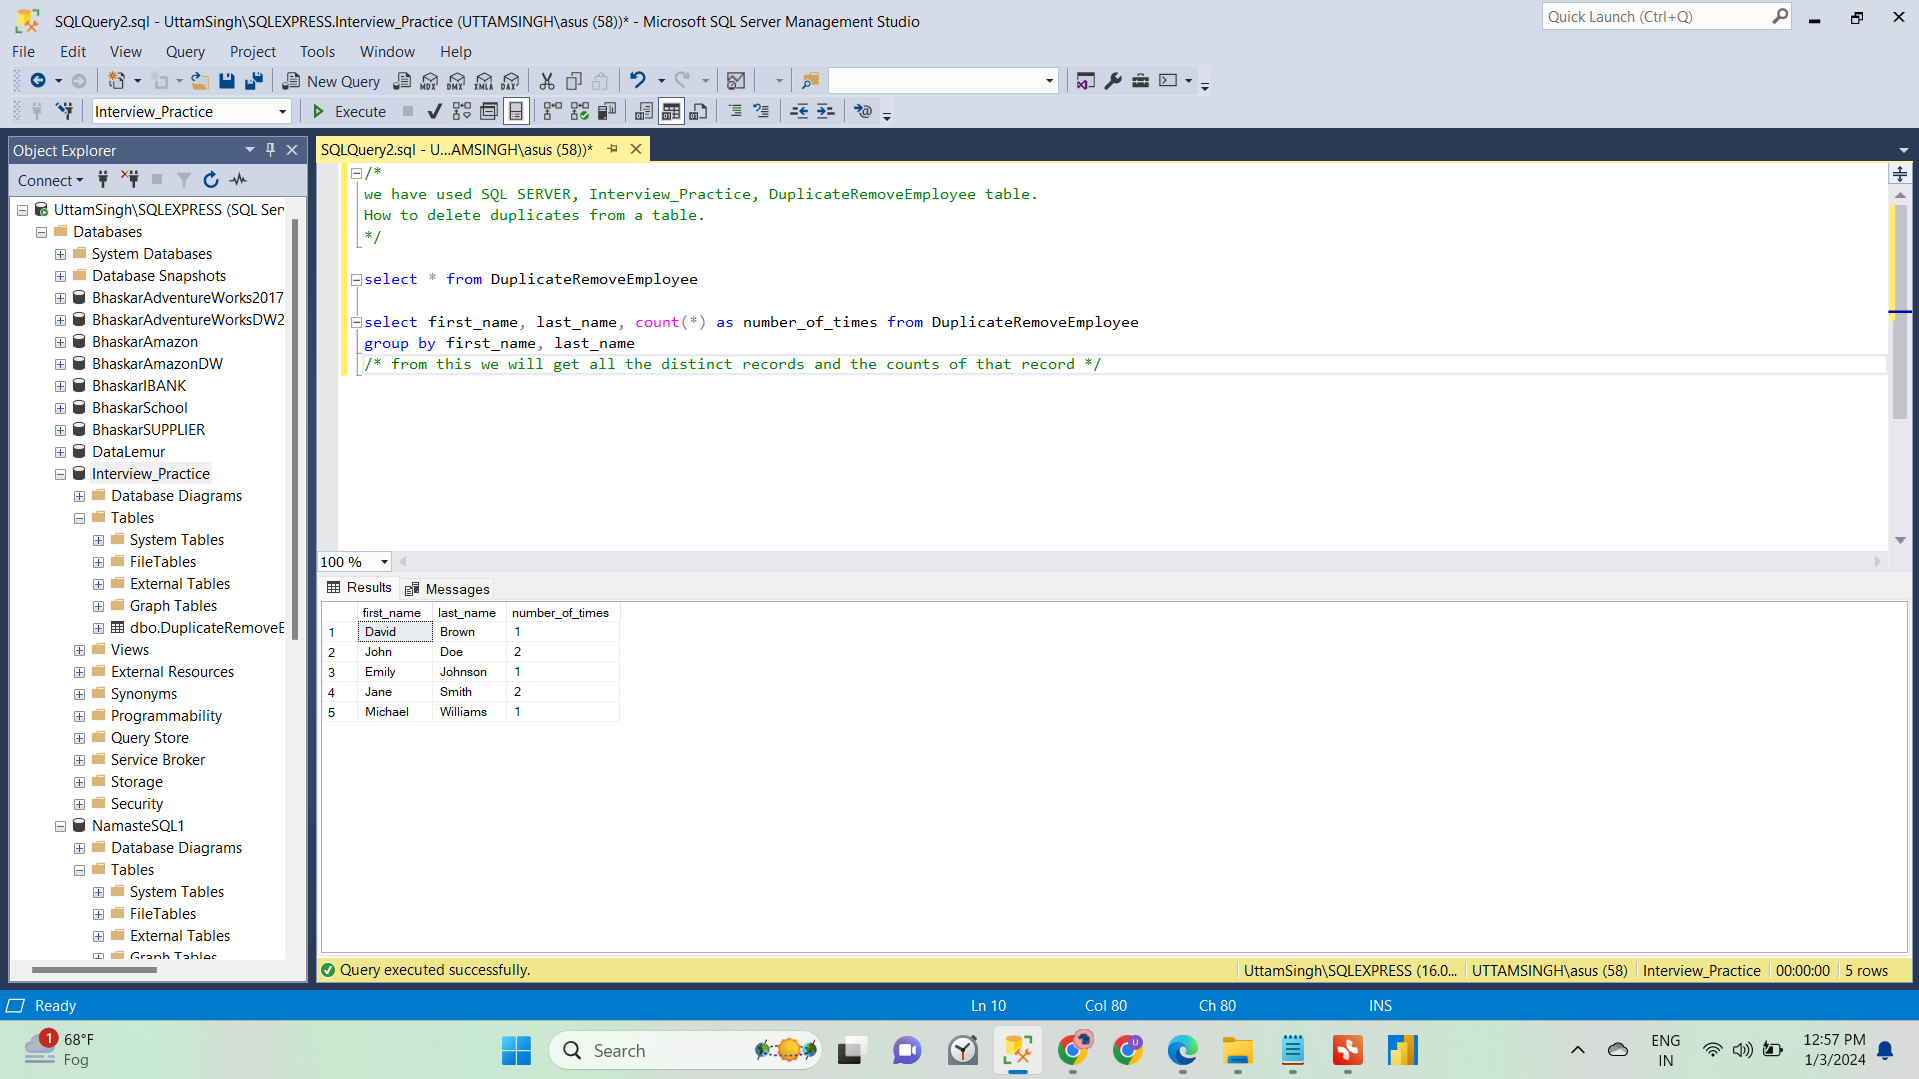 SQLQuery2.sql - UttamSingh\SQLEXPRESS.Interview_Practice (UTTAMSINGH\asus (58))* - Microsoft SQL Server Management Studio
Quick Launch (Ctrl+Q)
File Edit View Query Project Tools Window Help
New Query MDX DMX XMLA DAX
Interview_Practice Execute
Object Explorer
Connect
UttamSingh\SQLEXPRESS (SQL Ser
Databases
System Databases
Database Snapshots
BhaskarAdventureWorks2017
BhaskarAdventureWorksDW2
BhaskarAmazon
BhaskarAmazonDW
BhaskarIBANK
BhaskarSchool
BhaskarSUPPLIER
DataLemur
Interview_Practice
Database Diagrams
Tables
System Tables
FileTables
External Tables
Graph Tables
dbo.DuplicateRemoveE
Views
External Resources
Synonyms
Programmability
Query Store
Service Broker
Storage
Security
NamasteSQL1
Database Diagrams
Tables
System Tables
FileTables
External Tables
Graph Tables
SQLQuery2.sql - U...AMSINGH\asus (58))*
/*
we have used SQL SERVER, Interview_Practice, DuplicateRemoveEmployee table.
How to delete duplicates from a table.
*/
select * from DuplicateRemoveEmployee
select first_name, last_name, count(*) as number_of_times from DuplicateRemoveEmployee
group by first_name, last_name
/* from this we will get all the distinct records and the counts of that record */
100 %
Results Messages
first_name last_name number_of_times
1 David Brown 1
2 John Doe 2
3 Emily Johnson 1
4 Jane Smith 2
5 Michael Williams 1
Query executed successfully. UttamSingh\SQLEXPRESS (16.0... UTTAMSINGH\asus (58) Interview_Practice 00:00:00 5 rows
Ready Ln 10 Col 80 Ch 80 INS
1 68°F
Fog
Search
U
ENG
IN
12:57 PM
1/3/2024